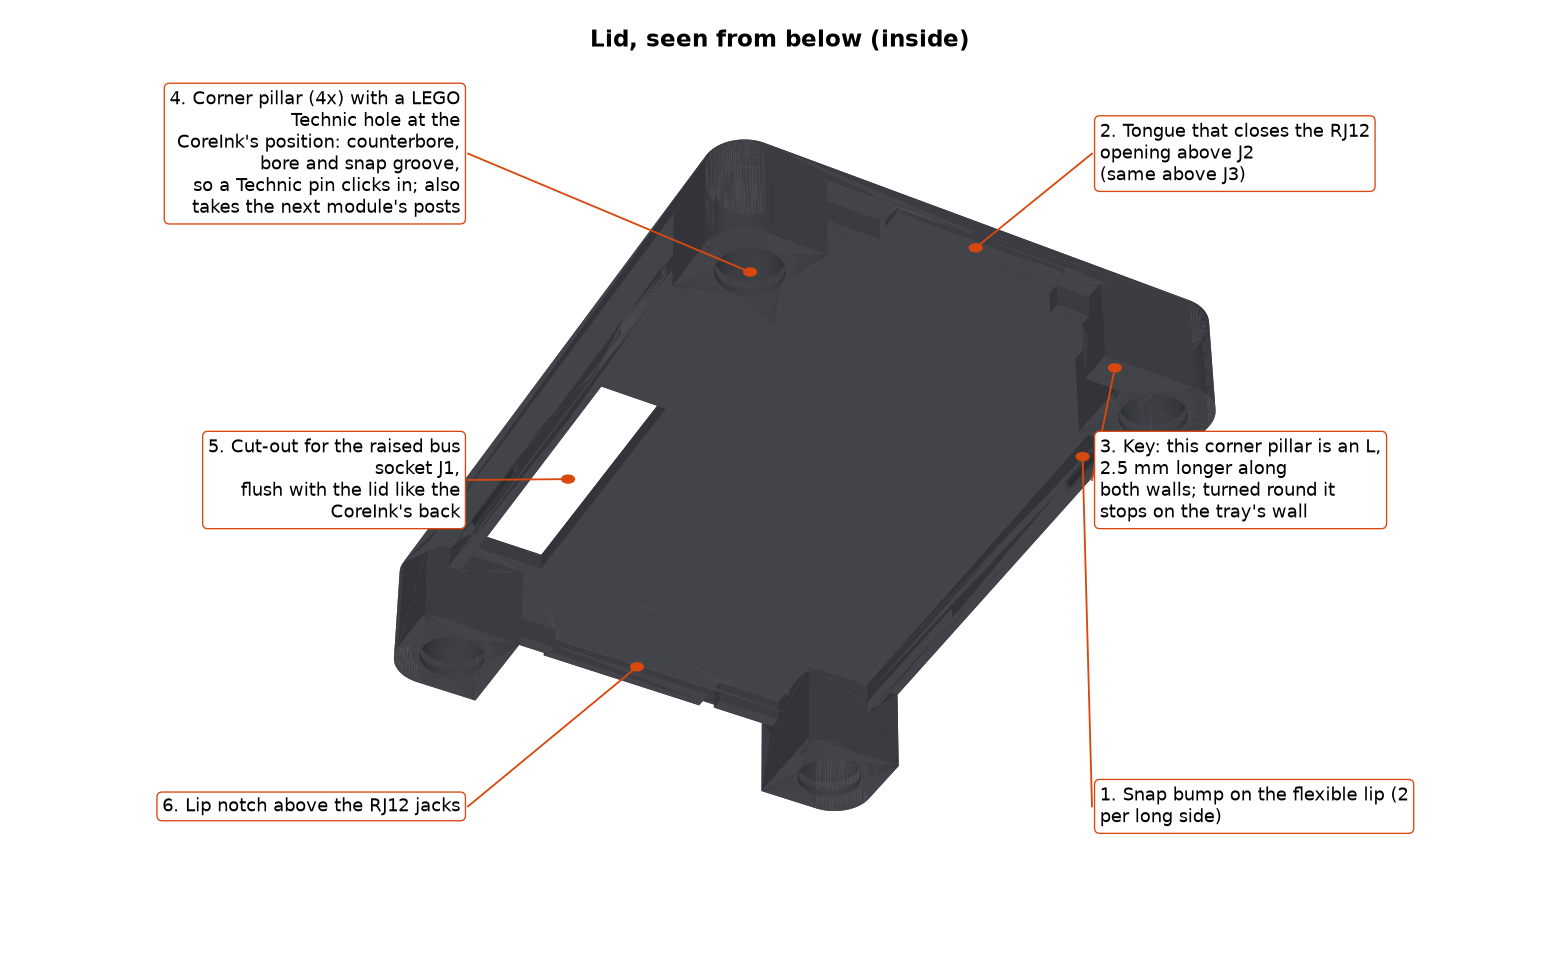 Lid, seen from below (inside)
4. Corner pillar (4x) with a LEGO
Technic hole at the
CoreInk's position: counterbore,
bore and snap groove,
so a Technic pin clicks in; also
takes the next module's posts
2. Tongue that closes the RJ12
opening above J2
(same above J3)
5. Cut-out for the raised bus
socket J1,
flush with the lid like the
CoreInk's back
3. Key: this corner pillar is an L,
2.5 mm longer along
both walls; turned round it
stops on the tray's wall
6. Lip notch above the RJ12 jacks
1. Snap bump on the flexible lip (2
per long side)